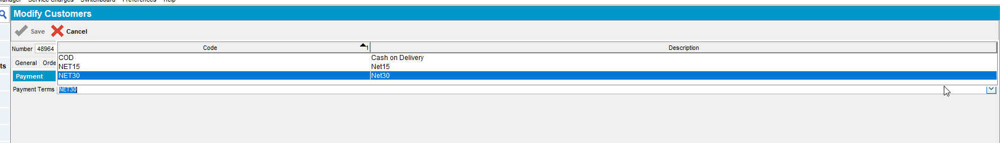 Service Charges Switchboard Preferences Help
Modify Customers
Save Cancel
Number 48964
Code 1 Description
COD Cash on Delivery
NET15 Net15
NET30 Net30
General Orde
ts
Payment
Payment Terms NET30